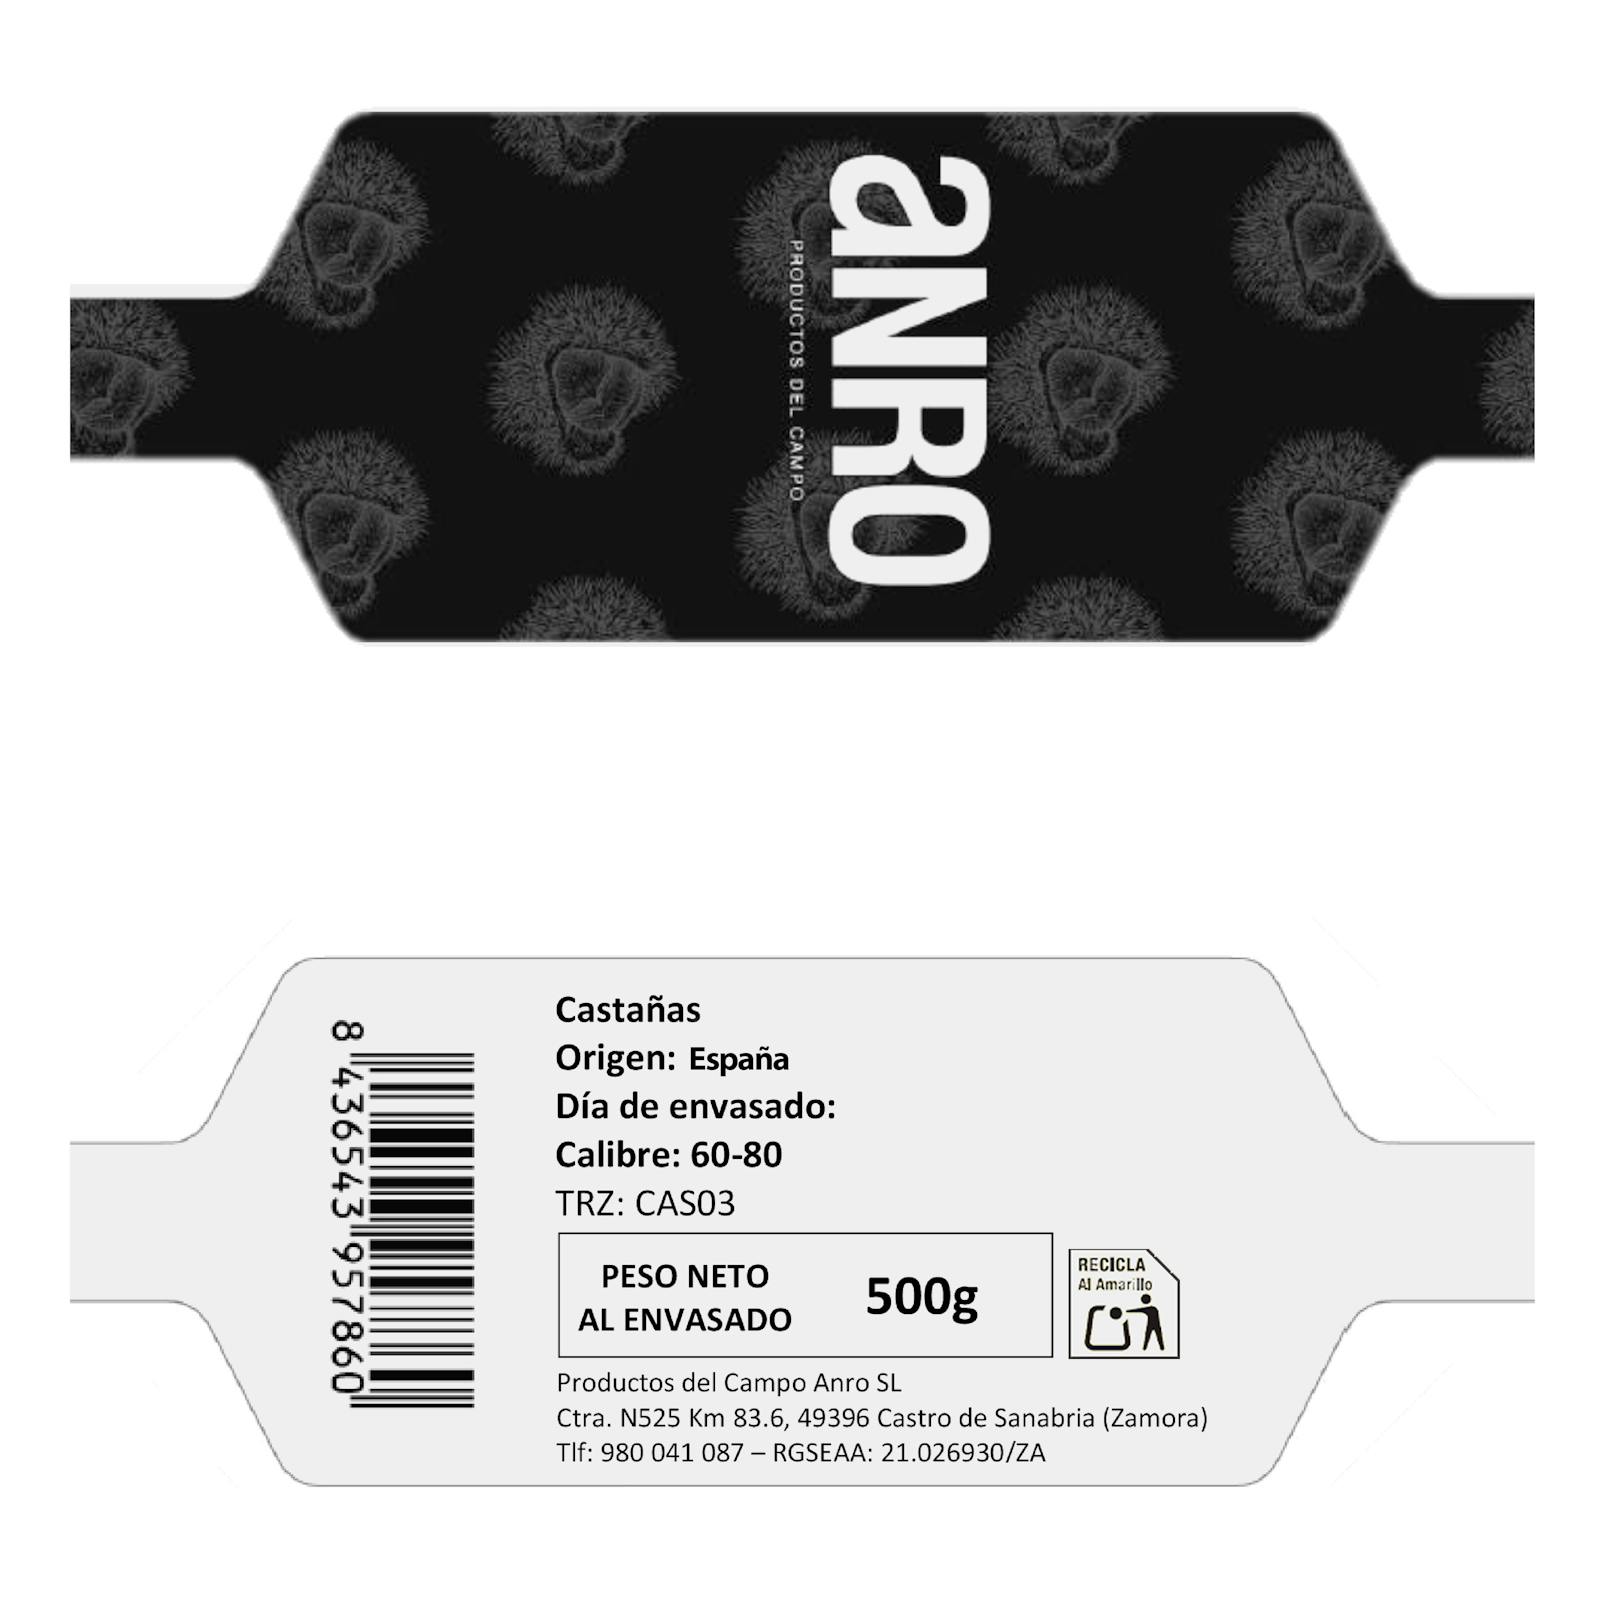 aNRO
PRODUCTOS DEL CAMPO
8 436543 957860
Castañas
Origen: España
Día de envasado:
Calibre: 60-80
TRZ: CAS03
PESO NETO
AL ENVASADO
500g
RECICLA
Al Amarillo
Productos del Campo Anro SL
Ctra. N525 Km 83.6, 49396 Castro de Sanabria (Zamora)
Tlf: 980 041 087 – RGSEAA: 21.026930/ZA